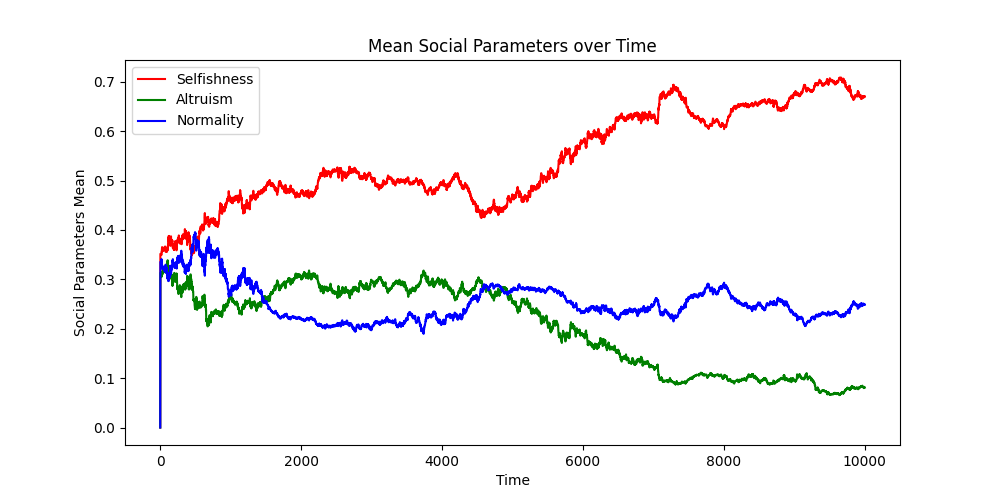 Mean Social Parameters over Time
Selfishness
Altruism
Normality
Social Parameters Mean
0.7
0.6
0.5
0.4
0.3
0.2
0.1
0.0
0 2000 4000 6000 8000 10000
Time